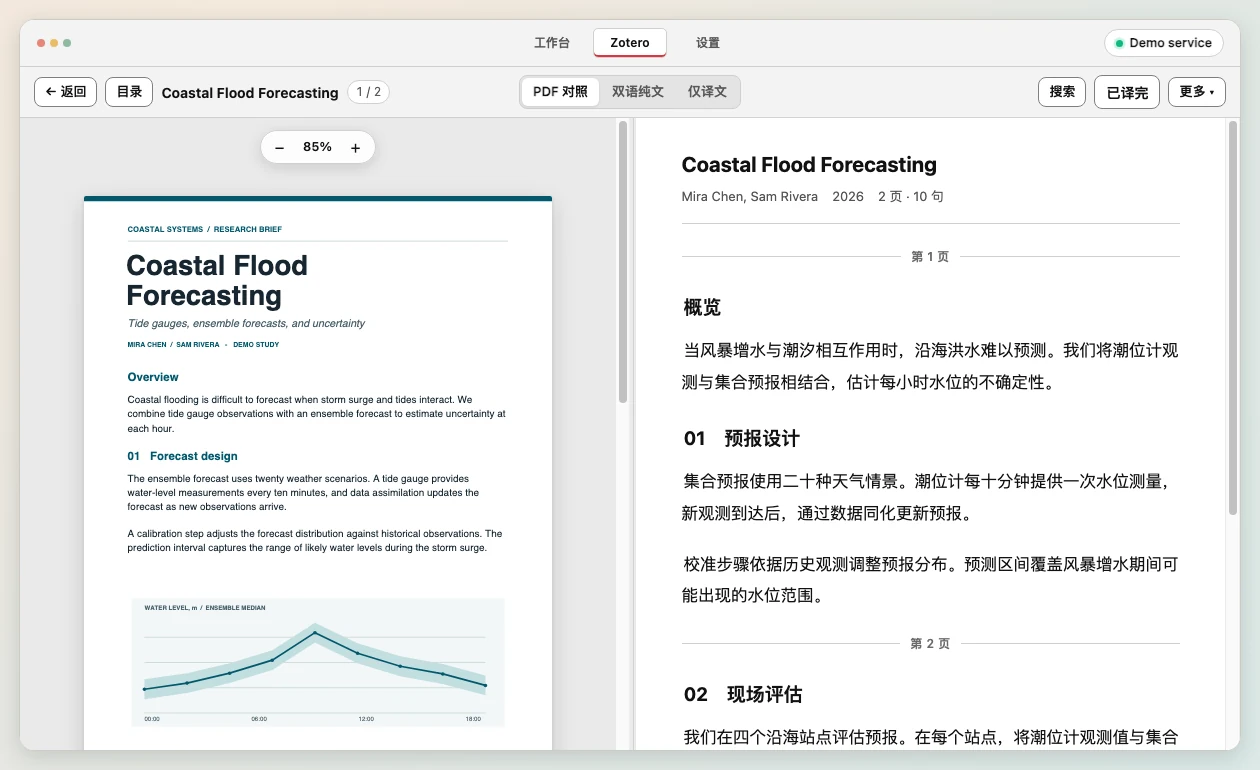 工作台 Zotero 设置 Demo service
← 返回 目录 Coastal Flood Forecasting 1 / 2 PDF 对照 双语纯文 仅译文 搜索 已译完 更多 ▾
− 85% +
COASTAL SYSTEMS / RESEARCH BRIEF
Coastal Flood
Forecasting
Tide gauges, ensemble forecasts, and uncertainty
MIRA CHEN / SAM RIVERA - DEMO STUDY
Overview
Coastal flooding is difficult to forecast when storm surge and tides interact. We
combine tide gauge observations with an ensemble forecast to estimate uncertainty at
each hour.
01 Forecast design
The ensemble forecast uses twenty weather scenarios. A tide gauge provides
water-level measurements every ten minutes, and data assimilation updates the
forecast as new observations arrive.
A calibration step adjusts the forecast distribution against historical observations. The
prediction interval captures the range of likely water levels during the storm surge.
WATER LEVEL, m / ENSEMBLE MEDIAN
00:00 06:00 12:00 18:00
Coastal Flood Forecasting
Mira Chen, Sam Rivera 2026 2 页 · 10 句
第 1 页
概览
当风暴增水与潮汐相互作用时，沿海洪水难以预测。我们将潮位计观
测与集合预报相结合，估计每小时水位的不确定性。
01 预报设计
集合预报使用二十种天气情景。潮位计每十分钟提供一次水位测量，
新观测到达后，通过数据同化更新预报。
校准步骤依据历史观测调整预报分布。预测区间覆盖风暴增水期间可
能出现的水位范围。
第 2 页
02 现场评估
我们在四个沿海站点评估预报。在每个站点，将潮位计观测值与集合